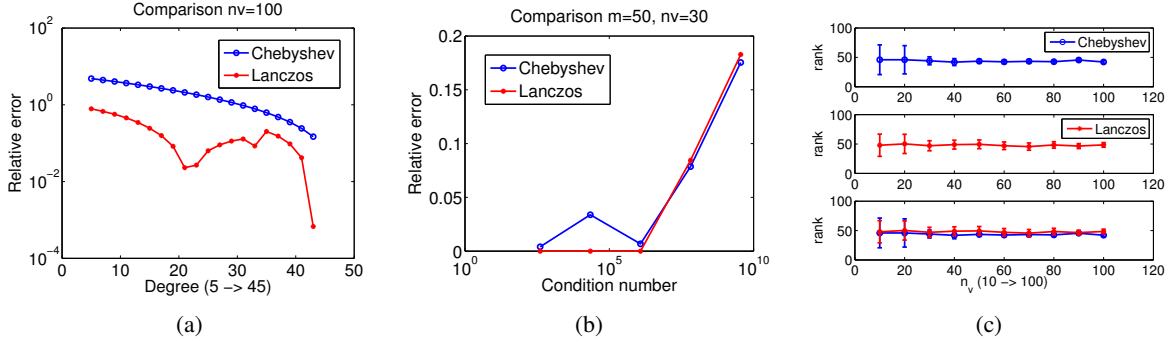 Comparison nv=100
10^2
10^0
10^-2
10^-4
Relative error
Chebyshev
Lanczos
0 10 20 30 40 50
Degree (5 -> 45)
(a)
Comparison m=50, nv=30
0.2
0.15
0.1
0.05
0
Relative error
Chebyshev
Lanczos
10^0 10^5 10^10
Condition number
(b)
100
50
0
rank
Chebyshev
0 20 40 60 80 100 120
100
50
0
rank
Lanczos
0 20 40 60 80 100 120
100
50
0
rank
0 20 40 60 80 100 120
n_v (10 -> 100)
(c)